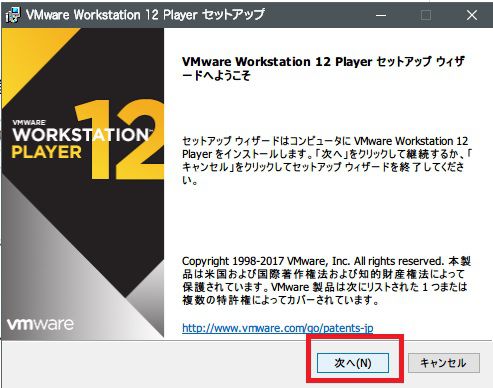 VMware Workstation 12 Player セットアップ
VMWARE
WORKSTATION™
PLAYER
12
vmware
VMware Workstation 12 Player セットアップ ウィザ
ードへようこそ
セットアップ ウィザードはコンピュータに VMware Workstation 12
Player をインストールします。「次へ」をクリックして継続するか、「
キャンセル」をクリックしてセットアップ ウィザードを終了してくださ
い。
Copyright 1998-2017 VMware, Inc. All rights reserved. 本製
品は米国および国際著作権法および知的財産権法によって
保護されています。VMware 製品は次にリストされた 1 つまたは
複数の特許権によってカバーされています。
http://www.vmware.com/go/patents-jp
次へ(N)
キャンセル